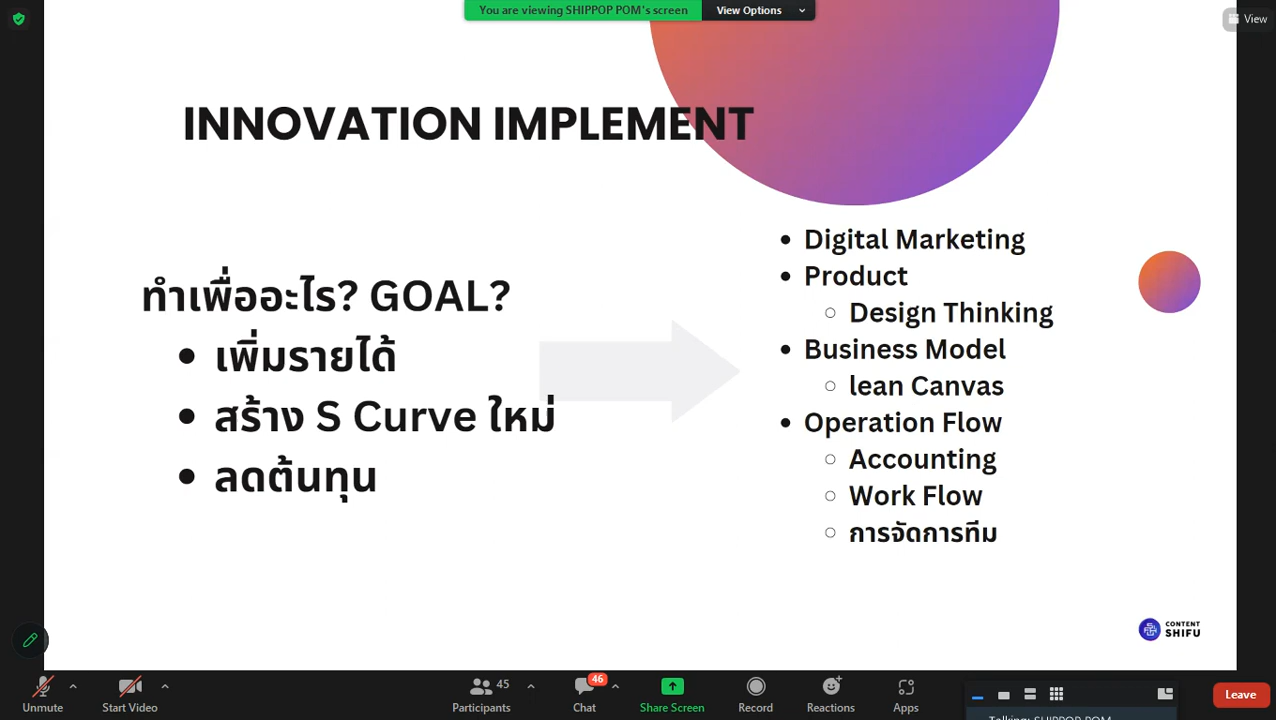 You are viewing SHIPPOP POM's screen
View Options
View
INNOVATION IMPLEMENT
ทำเพื่ออะไร? GOAL?
เพิ่มรายได้
สร้าง S Curve ใหม่
ลดต้นทุน
Digital Marketing
Product
Design Thinking
Business Model
lean Canvas
Operation Flow
Accounting
Work Flow
การจัดการทีม
CONTENT
SHIFU
Unmute
Start Video
45
Participants
46
Chat
Share Screen
Record
Reactions
Apps
Talking: SHIPPOP POM
Leave